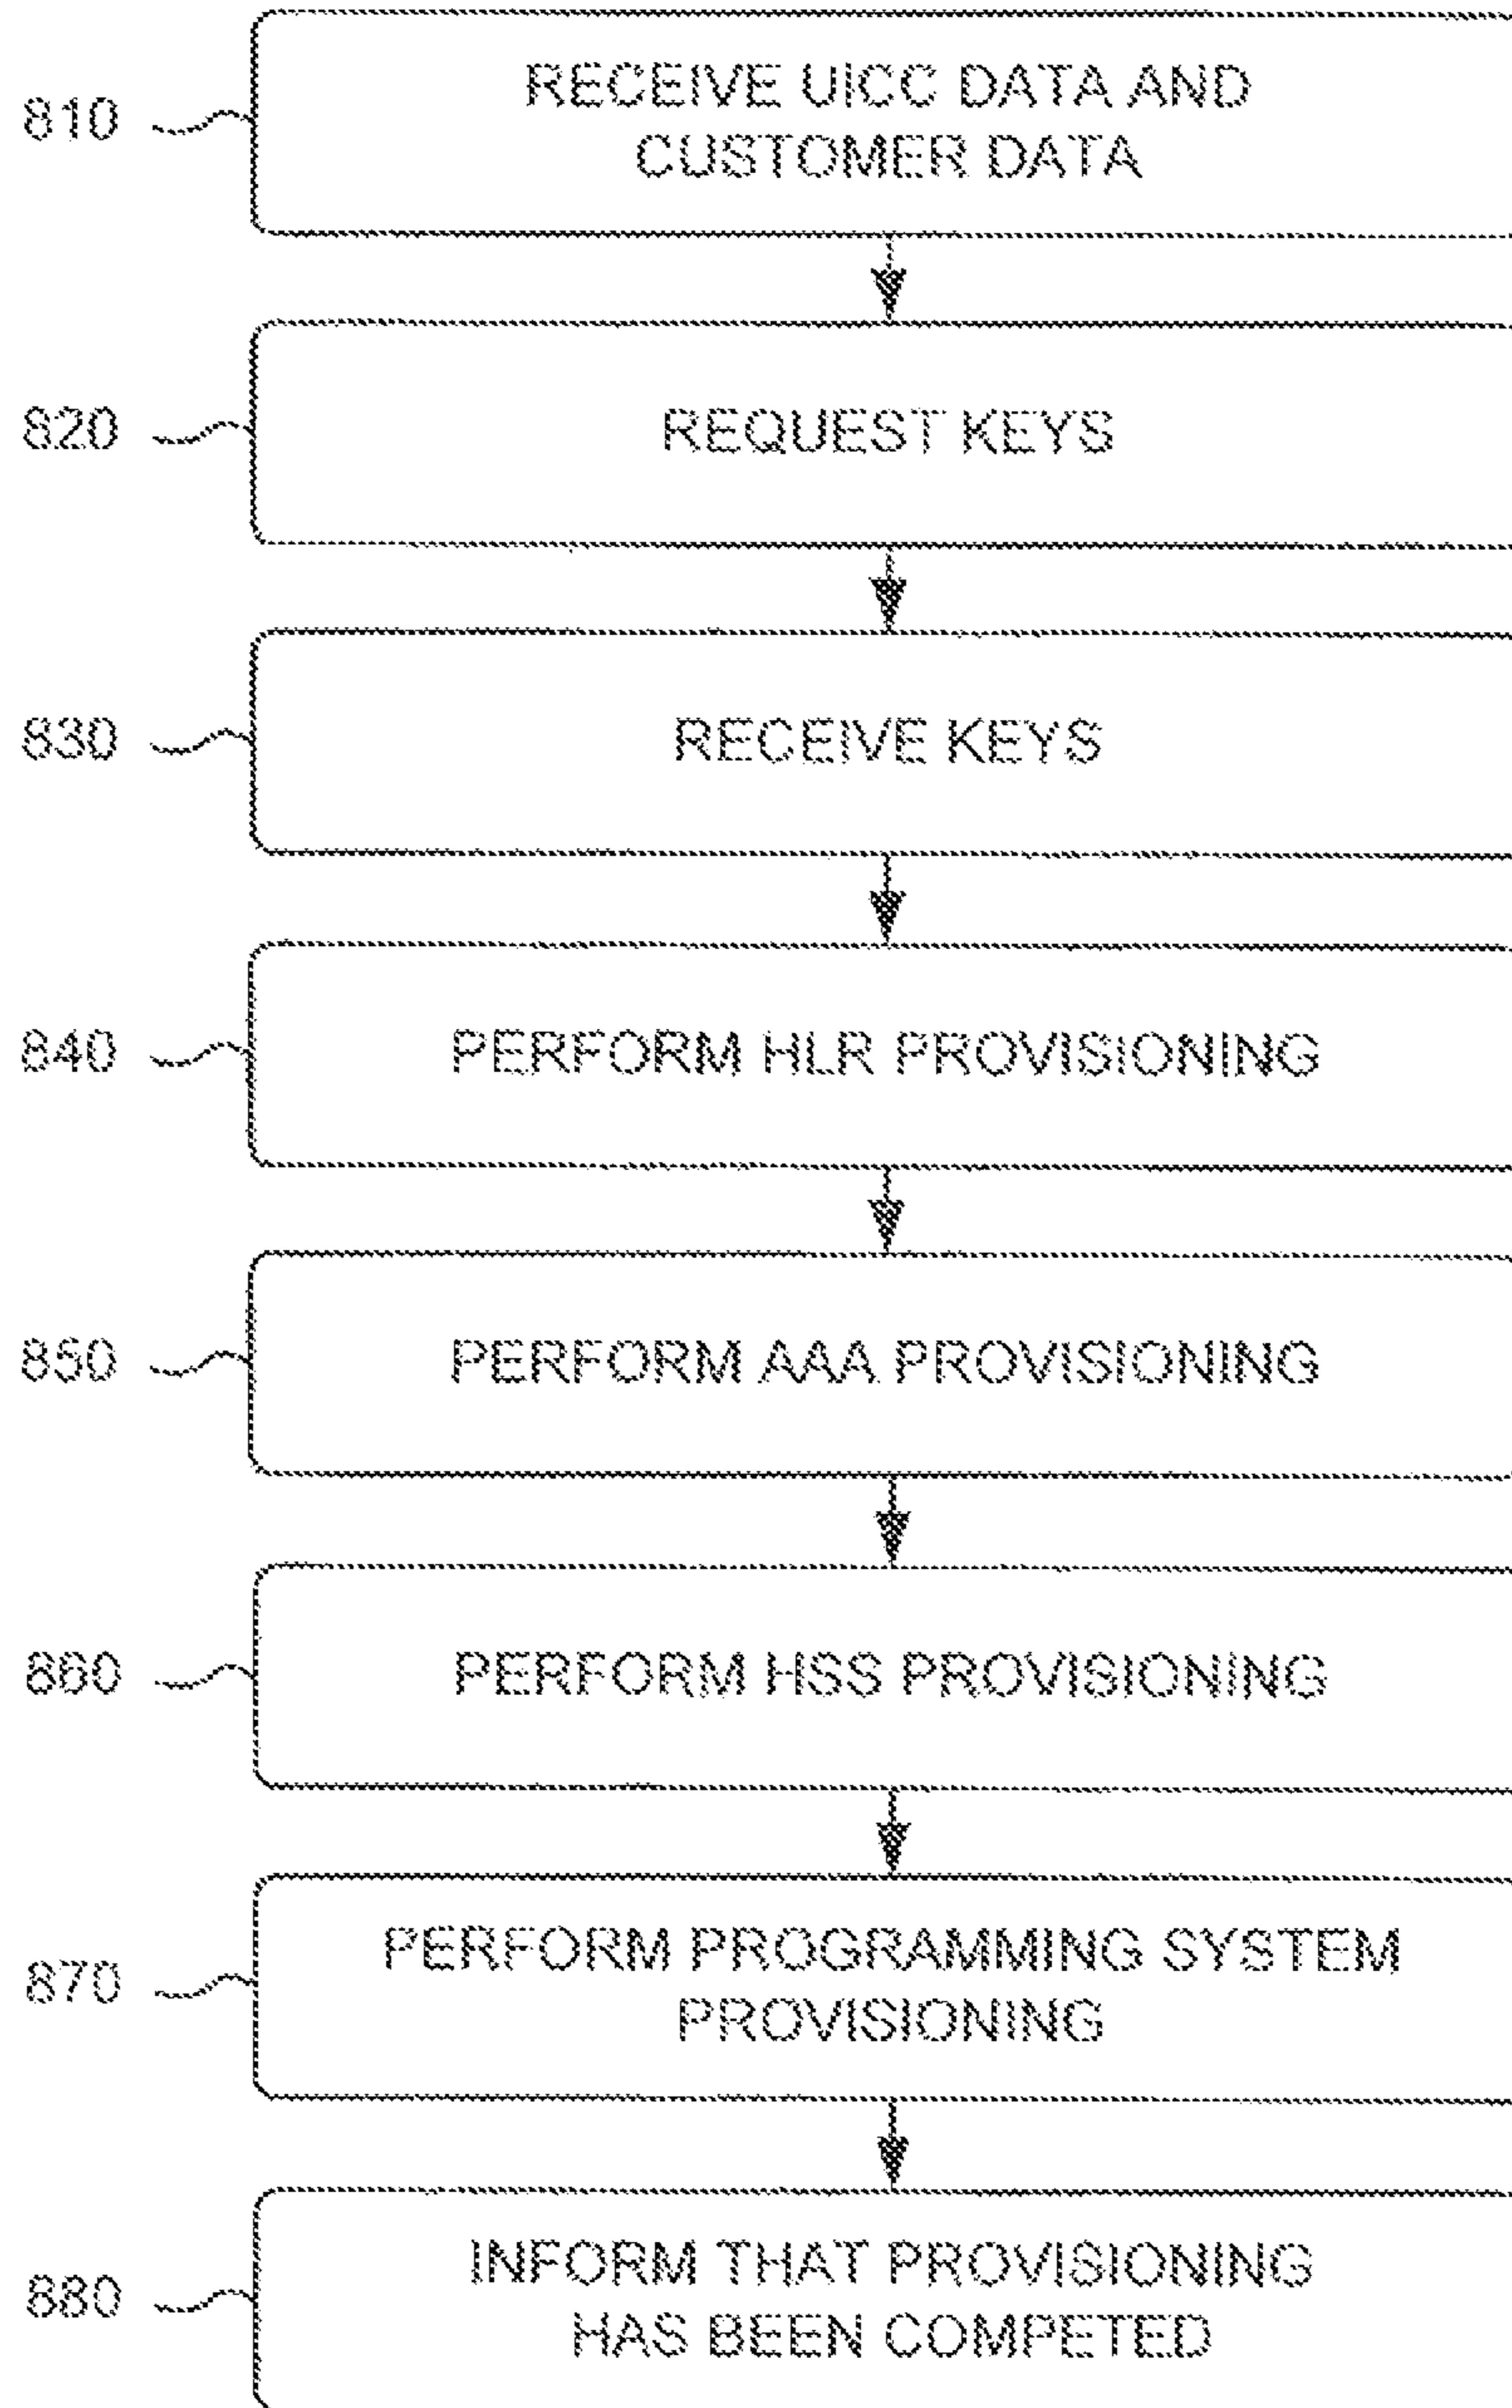 810
RECEIVE UICC DATA AND
CUSTOMER DATA
820
REQUEST KEYS
830
RECEIVE KEYS
840
PERFORM HLR PROVISIONING
850
PERFORM AAA PROVISIONING
860
PERFORM HSS PROVISIONING
870
PERFORM PROGRAMMING SYSTEM
PROVISIONING
880
INFORM THAT PROVISIONING
HAS BEEN COMPETED